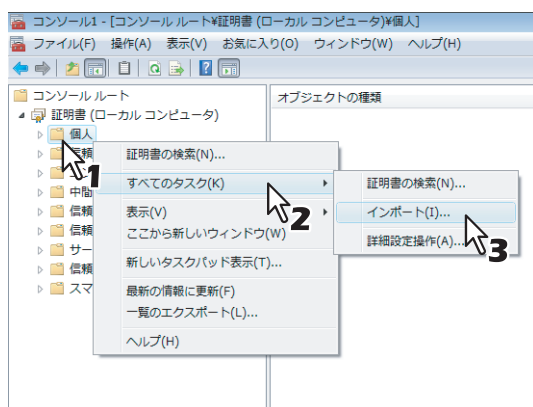 コンソール1 - [コンソール ルート¥証明書 (ローカル コンピュータ)¥個人]
ファイル(F) 操作(A) 表示(V) お気に入り(O) ウィンドウ(W) ヘルプ(H)
コンソール ルート
オブジェクトの種類
証明書 (ローカル コンピュータ)
個人
1
頼
証明書の検索(N)...
すべてのタスク(K)
2
証明書の検索(N)...
インポート(I)...
3
詳細設定操作(A)...
中間
信頼
表示(V)
信頼
ここから新しいウィンドウ(W)
サー
信頼
新しいタスクパッド表示(T)...
スマ
最新の情報に更新(F)
一覧のエクスポート(L)...
ヘルプ(H)